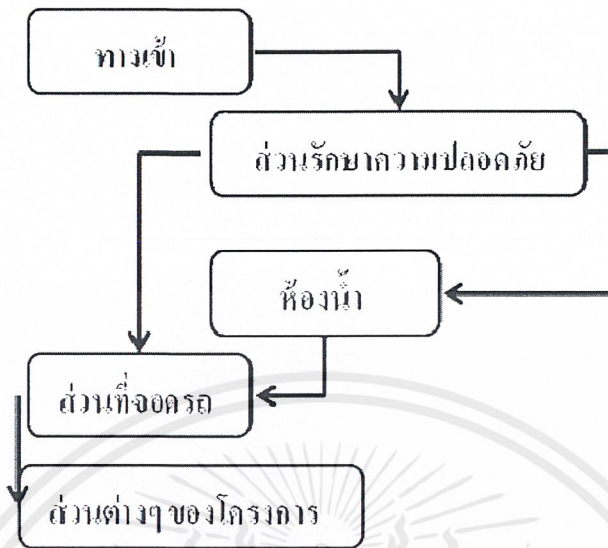 ทางเข้า
ส่วนรักษาความปลอดภัย
ห้องน้ำ
ส่วนที่จอดรถ
ส่วนต่างๆ ของโครงการ